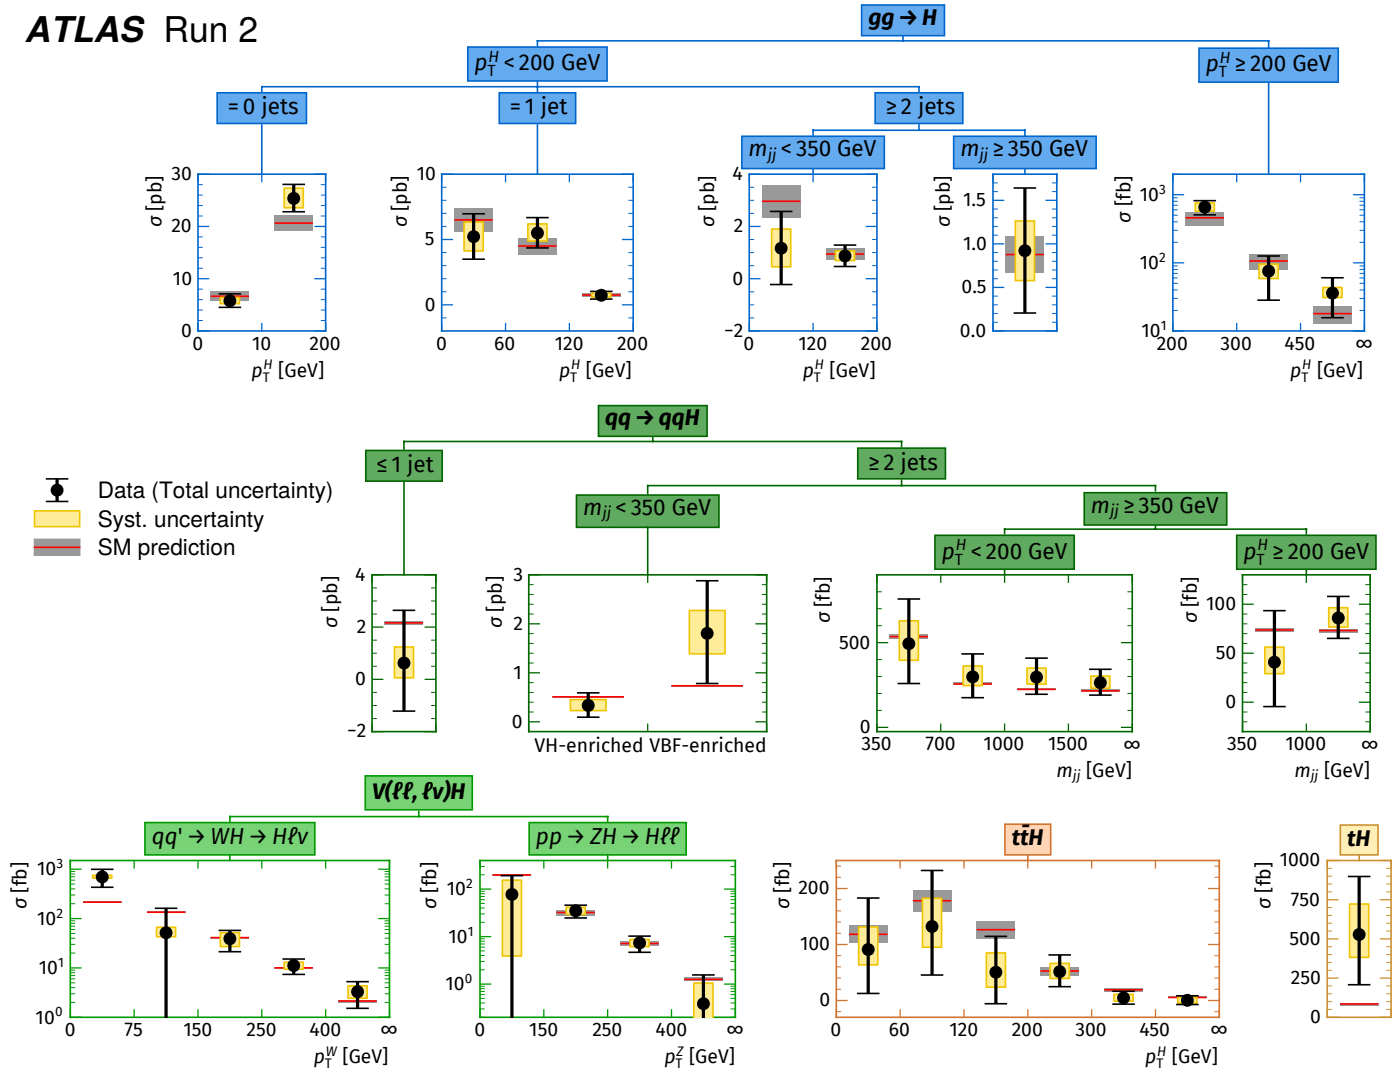 ATLAS Run 2
gg → H
p_T^H < 200 GeV
p_T^H ≥ 200 GeV
= 0 jets
= 1 jet
≥ 2 jets
m_jj < 350 GeV
m_jj ≥ 350 GeV
σ [pb]
30
20
10
0
0 10 200
p_T^H [GeV]
σ [pb]
10
5
0
0 60 120 200
p_T^H [GeV]
σ [pb]
4
2
0
−2
0 120 200
p_T^H [GeV]
σ [pb]
1.5
1.0
0.5
0.0
σ [fb]
10^3
10^2
10^1
200 300 450 ∞
p_T^H [GeV]
qq → qqH
≤ 1 jet
≥ 2 jets
m_jj < 350 GeV
m_jj ≥ 350 GeV
p_T^H < 200 GeV
p_T^H ≥ 200 GeV
Data (Total uncertainty)
Syst. uncertainty
SM prediction
σ [pb]
4
2
0
−2
σ [pb]
3
2
1
0
VH-enriched VBF-enriched
σ [fb]
500
0
350 700 1000 1500 ∞
m_jj [GeV]
σ [fb]
100
50
0
350 1000 ∞
m_jj [GeV]
V(ℓℓ, ℓν)H
qq' → WH → Hℓν
pp → ZH → Hℓℓ
tt̄H
tH
σ [fb]
10^3
10^2
10^1
10^0
0 75 150 250 400 ∞
p_T^W [GeV]
σ [fb]
10^2
10^1
10^0
0 150 250 400 ∞
p_T^Z [GeV]
σ [fb]
200
100
0
0 60 120 200 300 450 ∞
p_T^H [GeV]
σ [fb]
1000
750
500
250
0